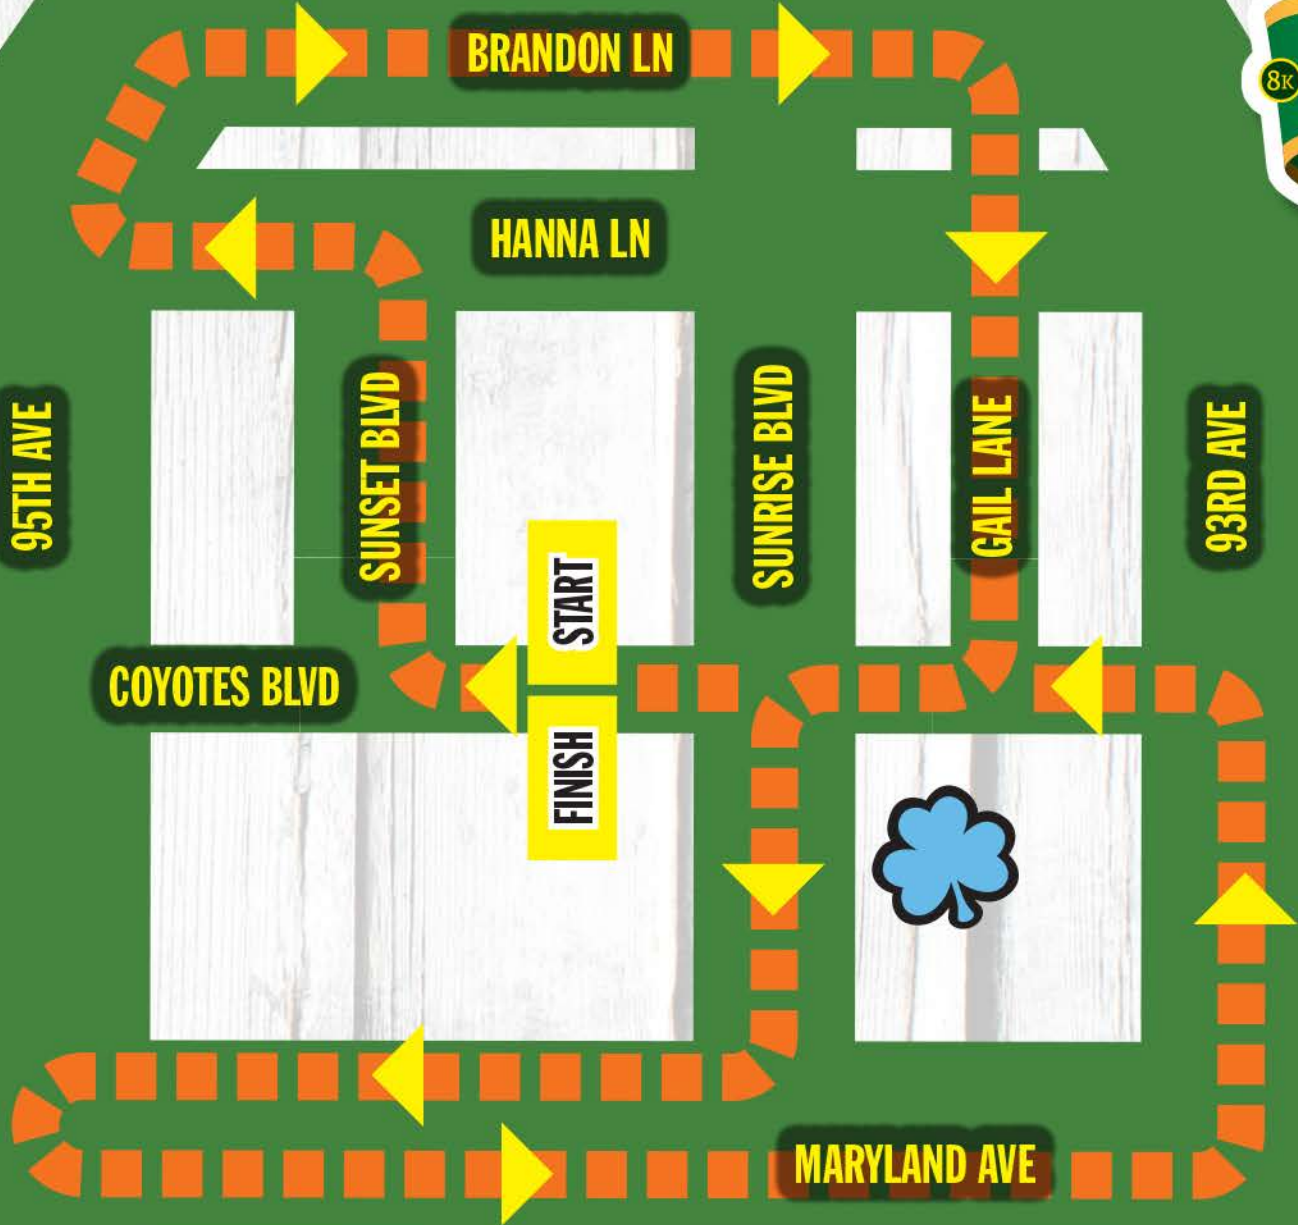 BRANDON LN
8K
HANNA LN
95TH AVE
SUNSET BLVD
SUNRISE BLVD
GAIL LANE
93RD AVE
START
COYOTES BLVD
FINISH
MARYLAND AVE